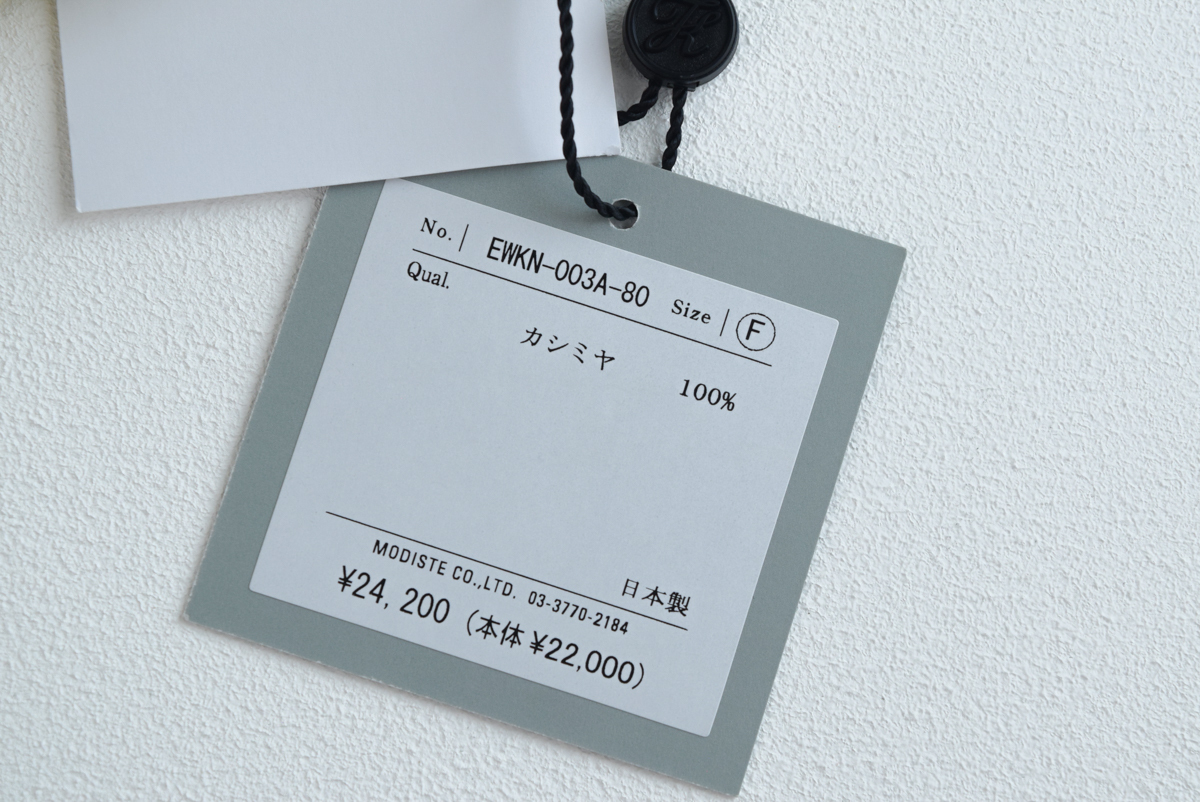 No. EWKN-003A-80 Size F
Qual.
カシミヤ 100%
日本製
MODISTE CO.,LTD. 03-3770-2184
¥24,200 (本体 ¥22,000)